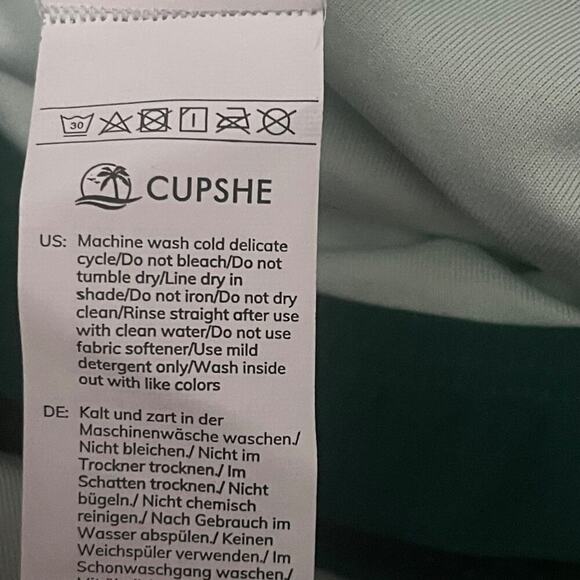 30
CUPSHE
US: Machine wash cold delicate
cycle/Do not bleach/Do not
tumble dry/Line dry in
shade/Do not iron/Do not dry
clean/Rinse straight after use
with clean water/Do not use
fabric softener/Use mild
detergent only/Wash inside
out with like colors
DE: Kalt und zart in der
Maschinenwäsche waschen./
Nicht bleichen./ Nicht im
Trockner trocknen./ Im
Schatten trocknen./ Nicht
bügeln./ Nicht chemisch
reinigen./ Nach Gebrauch im
Wasser abspülen./ Keinen
Weichspüler verwenden./ Im
Schonwaschgang waschen./